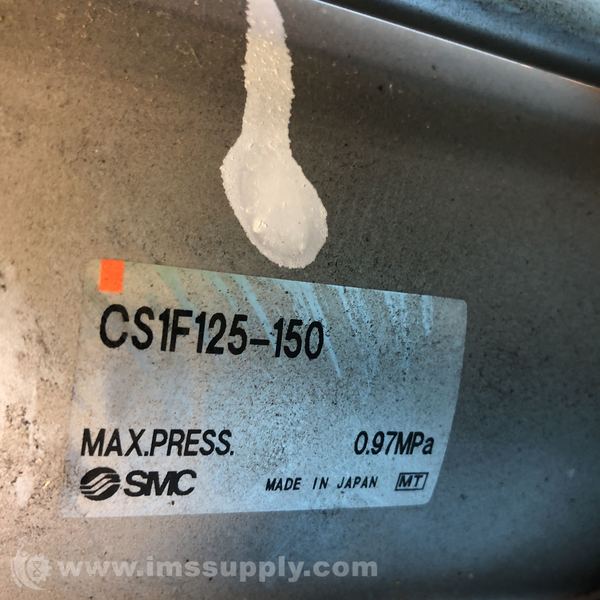 CS1F125-150
MAX.PRESS. 0.97MPa
SMC MADE IN JAPAN MT
www.imssupply.com